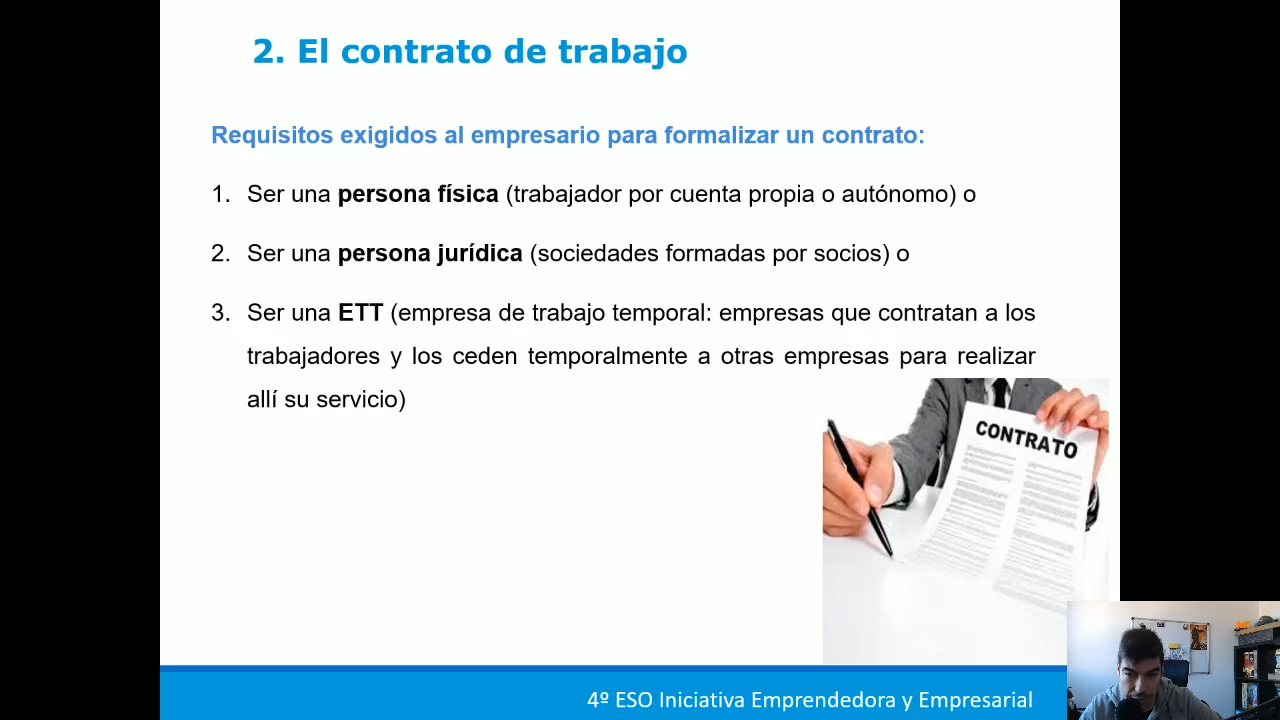 2. El contrato de trabajo
Requisitos exigidos al empresario para formalizar un contrato:
1. Ser una persona física (trabajador por cuenta propia o autónomo) o
2. Ser una persona jurídica (sociedades formadas por socios) o
3. Ser una ETT (empresa de trabajo temporal: empresas que contratan a los
trabajadores y los ceden temporalmente a otras empresas para realizar
allí su servicio)
CONTRATO
4º ESO Iniciativa Emprendedora y Empresarial